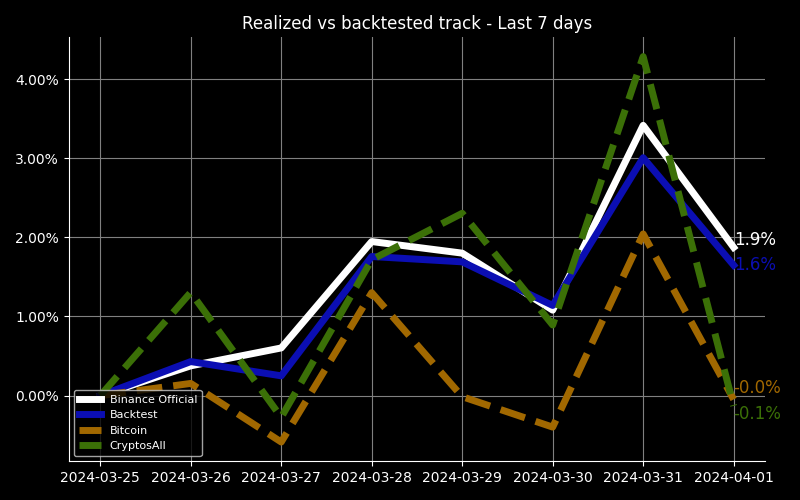 Realized vs backtested track - Last 7 days
4.00%
3.00%
2.00%
1.00%
0.00%
1.9%
1.6%
-0.0%
-0.1%
Binance Official
Backtest
Bitcoin
CryptosAll
2024-03-25 2024-03-26 2024-03-27 2024-03-28 2024-03-29 2024-03-30 2024-03-31 2024-04-01